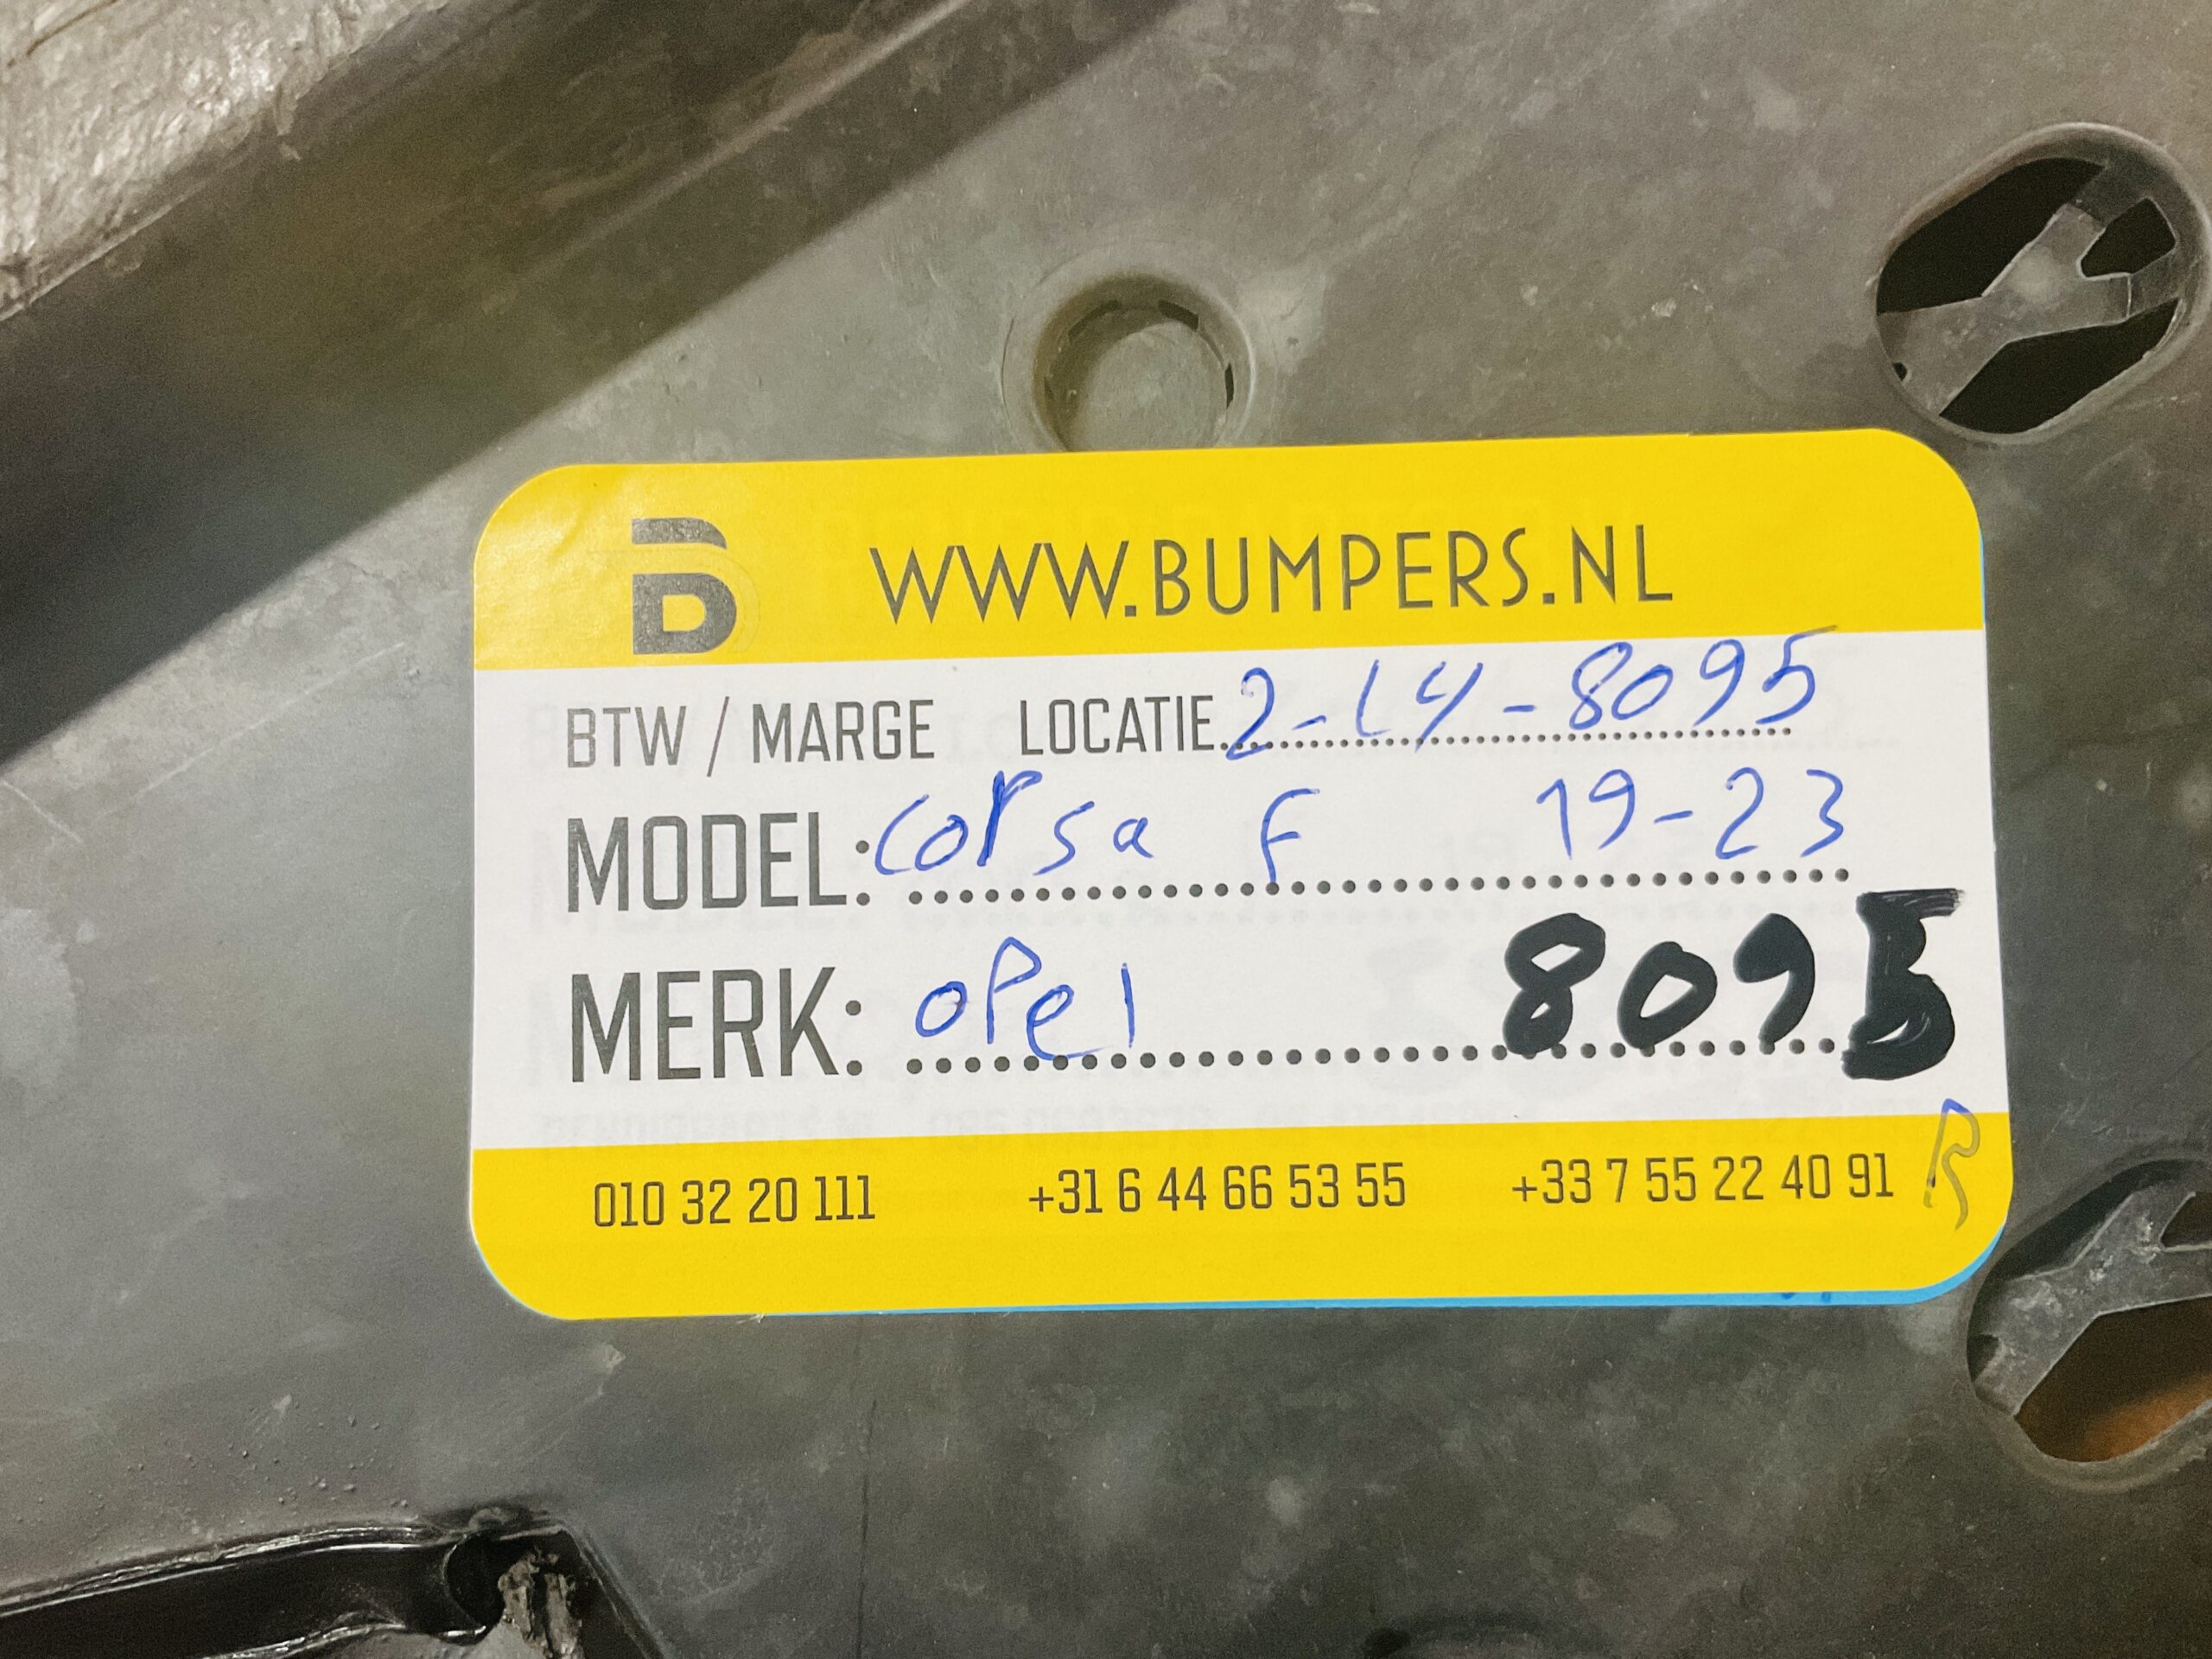 B WWW.BUMPERS.NL
BTW / MARGE LOCATIE 2-L4-8095
MODEL: Corsa F 19-23
MERK: oPel 8095
010 32 20 111 +31 6 44 66 53 55 +33 7 55 22 40 91 R